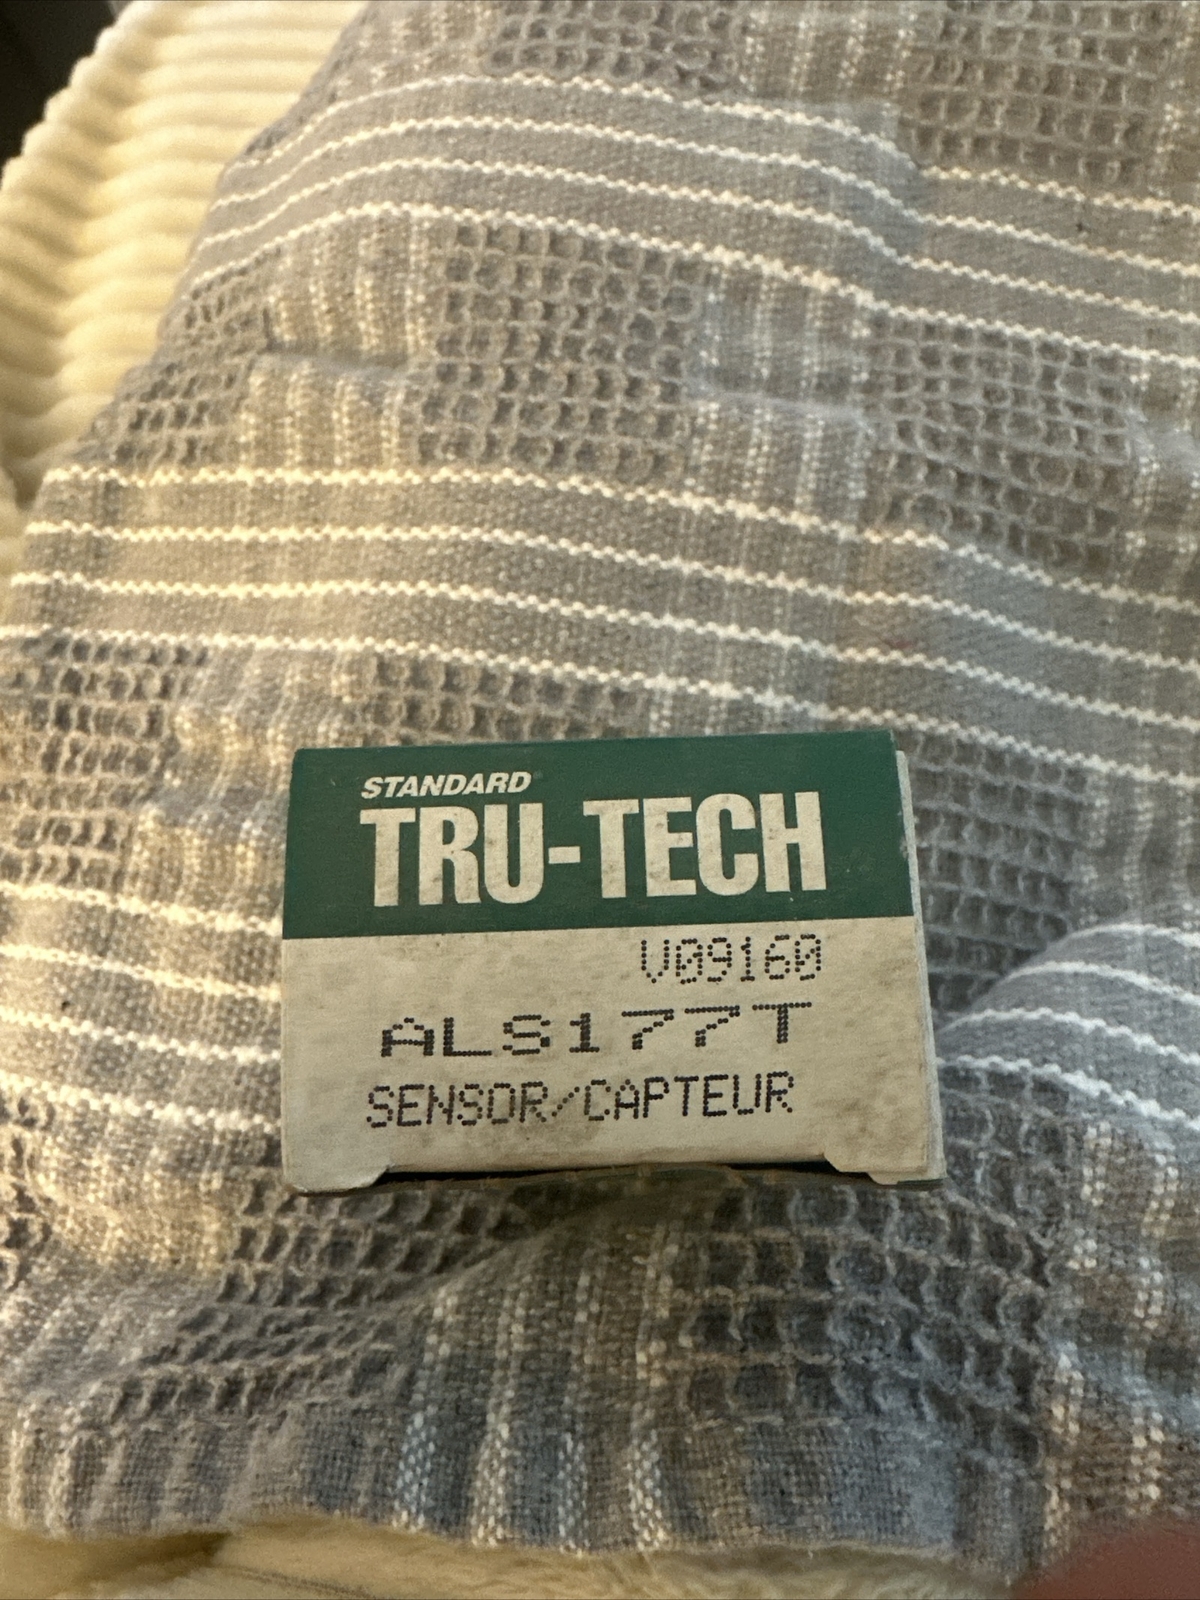 STANDARD
TRU-TECH
V09160
ALS177T
SENSOR/CAPTEUR